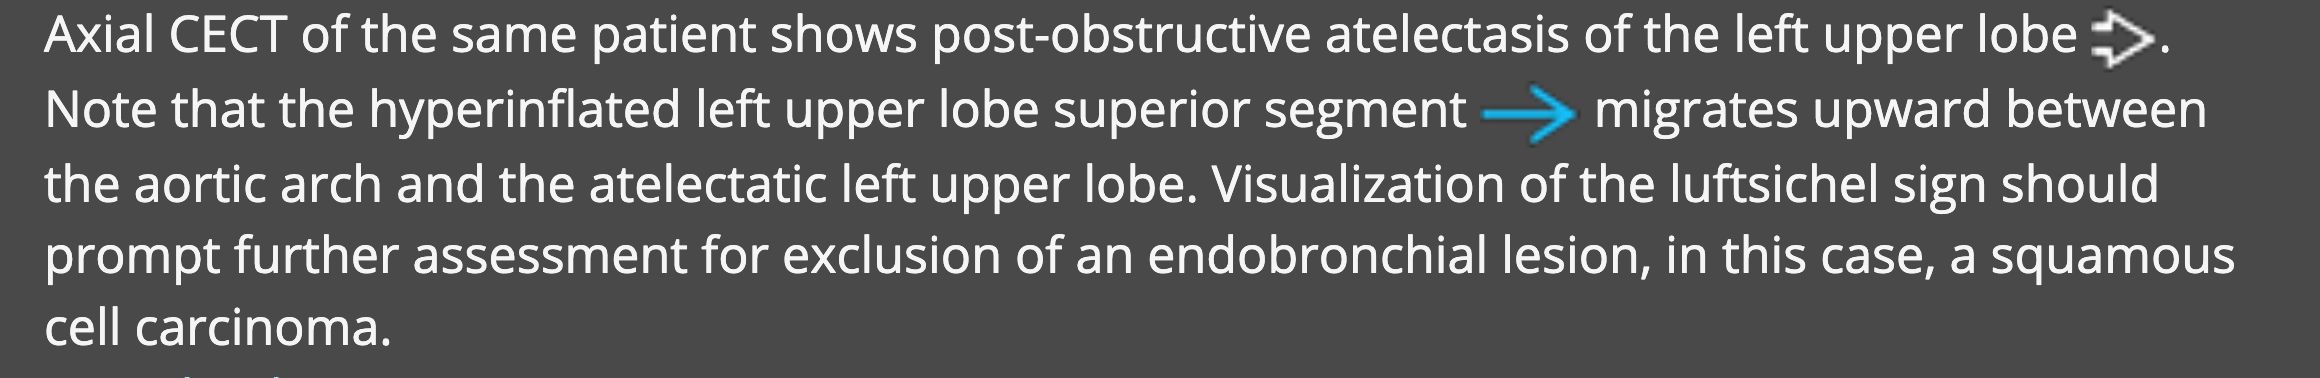 Axial CECT of the same patient shows post-obstructive atelectasis of the left upper lobe.
Note that the hyperinflated left upper lobe superior segment migrates upward between
the aortic arch and the atelectatic left upper lobe. Visualization of the luftsichel sign should
prompt further assessment for exclusion of an endobronchial lesion, in this case, a squamous
cell carcinoma.